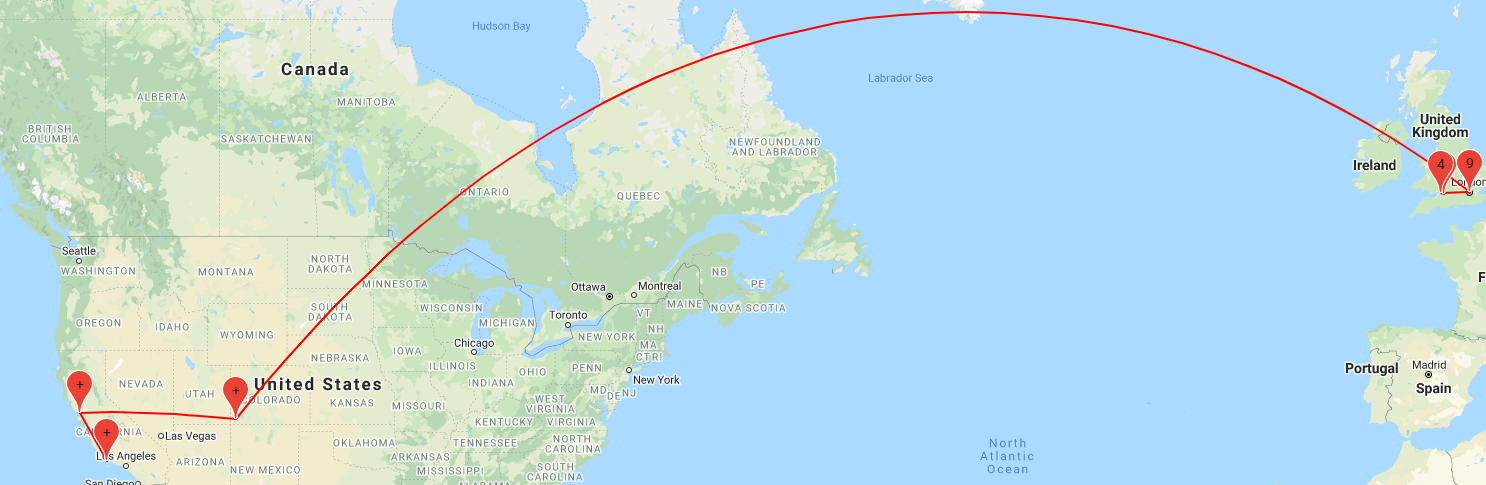 Hudson Bay
Canada
Labrador Sea
ALBERTA
MANITOBA
BRITISH
COLUMBIA
SASKATCHEWAN
United
Kingdom
NEWFOUNDLAND
AND LABRADOR
Ireland
4
9
ONTARIO
QUEBEC
Seattle
WASHINGTON
MONTANA
NORTH
DAKOTA
MINNESOTA
Ottawa
Montreal
NB
PE
MAINE
NOVA SCOTIA
SOUTH
DAKOTA
WISCONSIN
MICHIGAN
Toronto
VT
OREGON
IDAHO
WYOMING
NH
NEW YORK
Chicago
MA
CT
RI
NEBRASKA
IOWA
ILLINOIS
INDIANA
OHIO
PENN
New York
+
+
NEVADA
UTAH
United States
COLORADO
KANSAS
MISSOURI
MD
DE
NJ
WEST
VIRGINIA
KENTUCKY
VIRGINIA
Portugal
Madrid
Spain
F
+
Las Vegas
Los Angeles
OKLAHOMA
TENNESSEE
NORTH
CAROLINA
ARIZONA
NEW MEXICO
ARKANSAS
MISSISSIPPI
SOUTH
CAROLINA
North
Atlantic
Ocean
San Diego